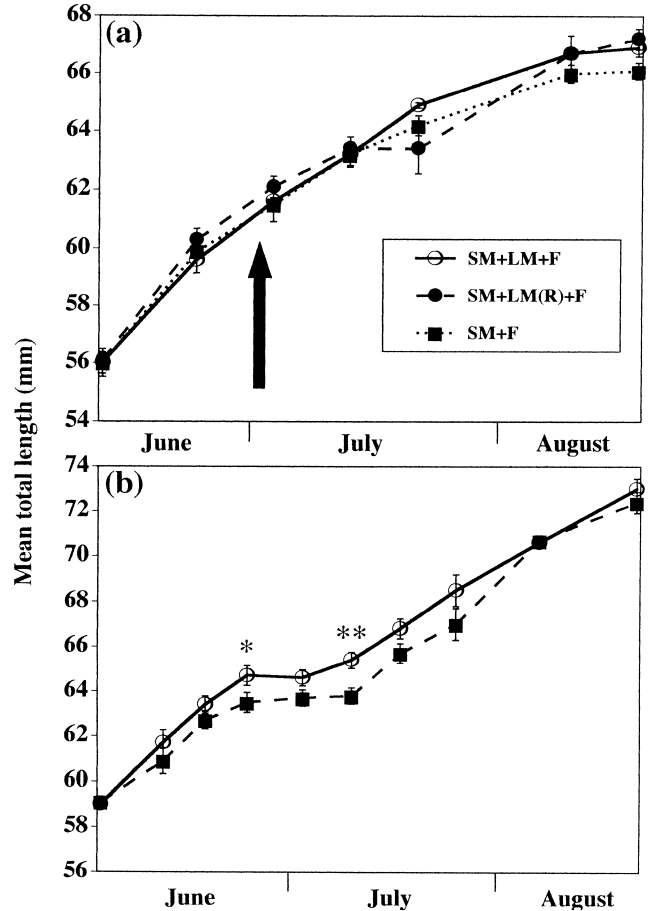 68
(a)
66
64
62
60
58
56
54
SM+LM+F
SM+LM(R)+F
SM+F
June
July
August
Mean total length (mm)
74
(b)
72
70
68
66
64
62
60
58
56
*
**
June
July
August